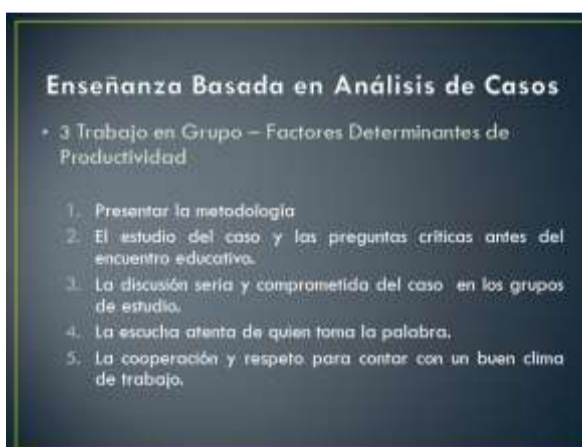 Enseñanza Basada en Análisis de Casos
• 3 Trabajo en Grupo – Factores Determinantes de
Productividad
1. Presentar la metodología
2. El estudio del caso y las preguntas críticas antes del
encuentro educativo.
3. La discusión seria y comprometida del caso en los grupos
de estudio.
4. La escucha atenta de quien toma la palabra.
5. La cooperación y respeto para contar con un buen clima
de trabajo.